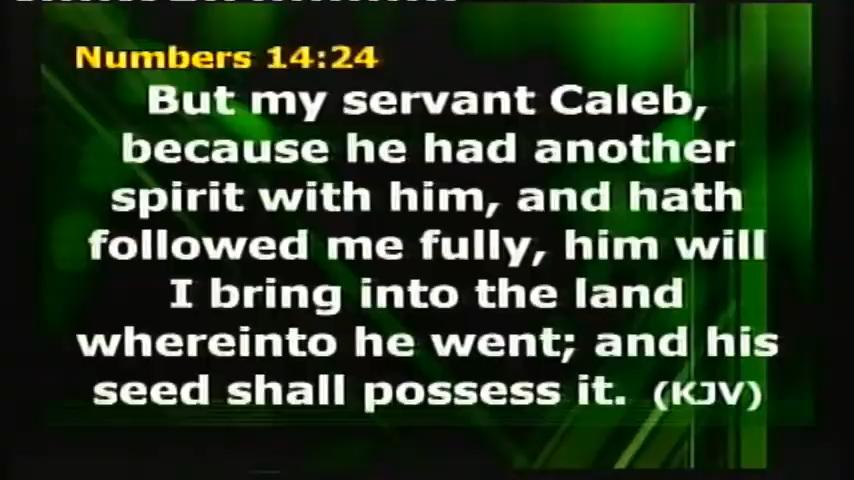 Numbers 14:24
But my servant Caleb,
because he had another
spirit with him, and hath
followed me fully, him will
I bring into the land
whereinto he went; and his
seed shall possess it. (KJV)